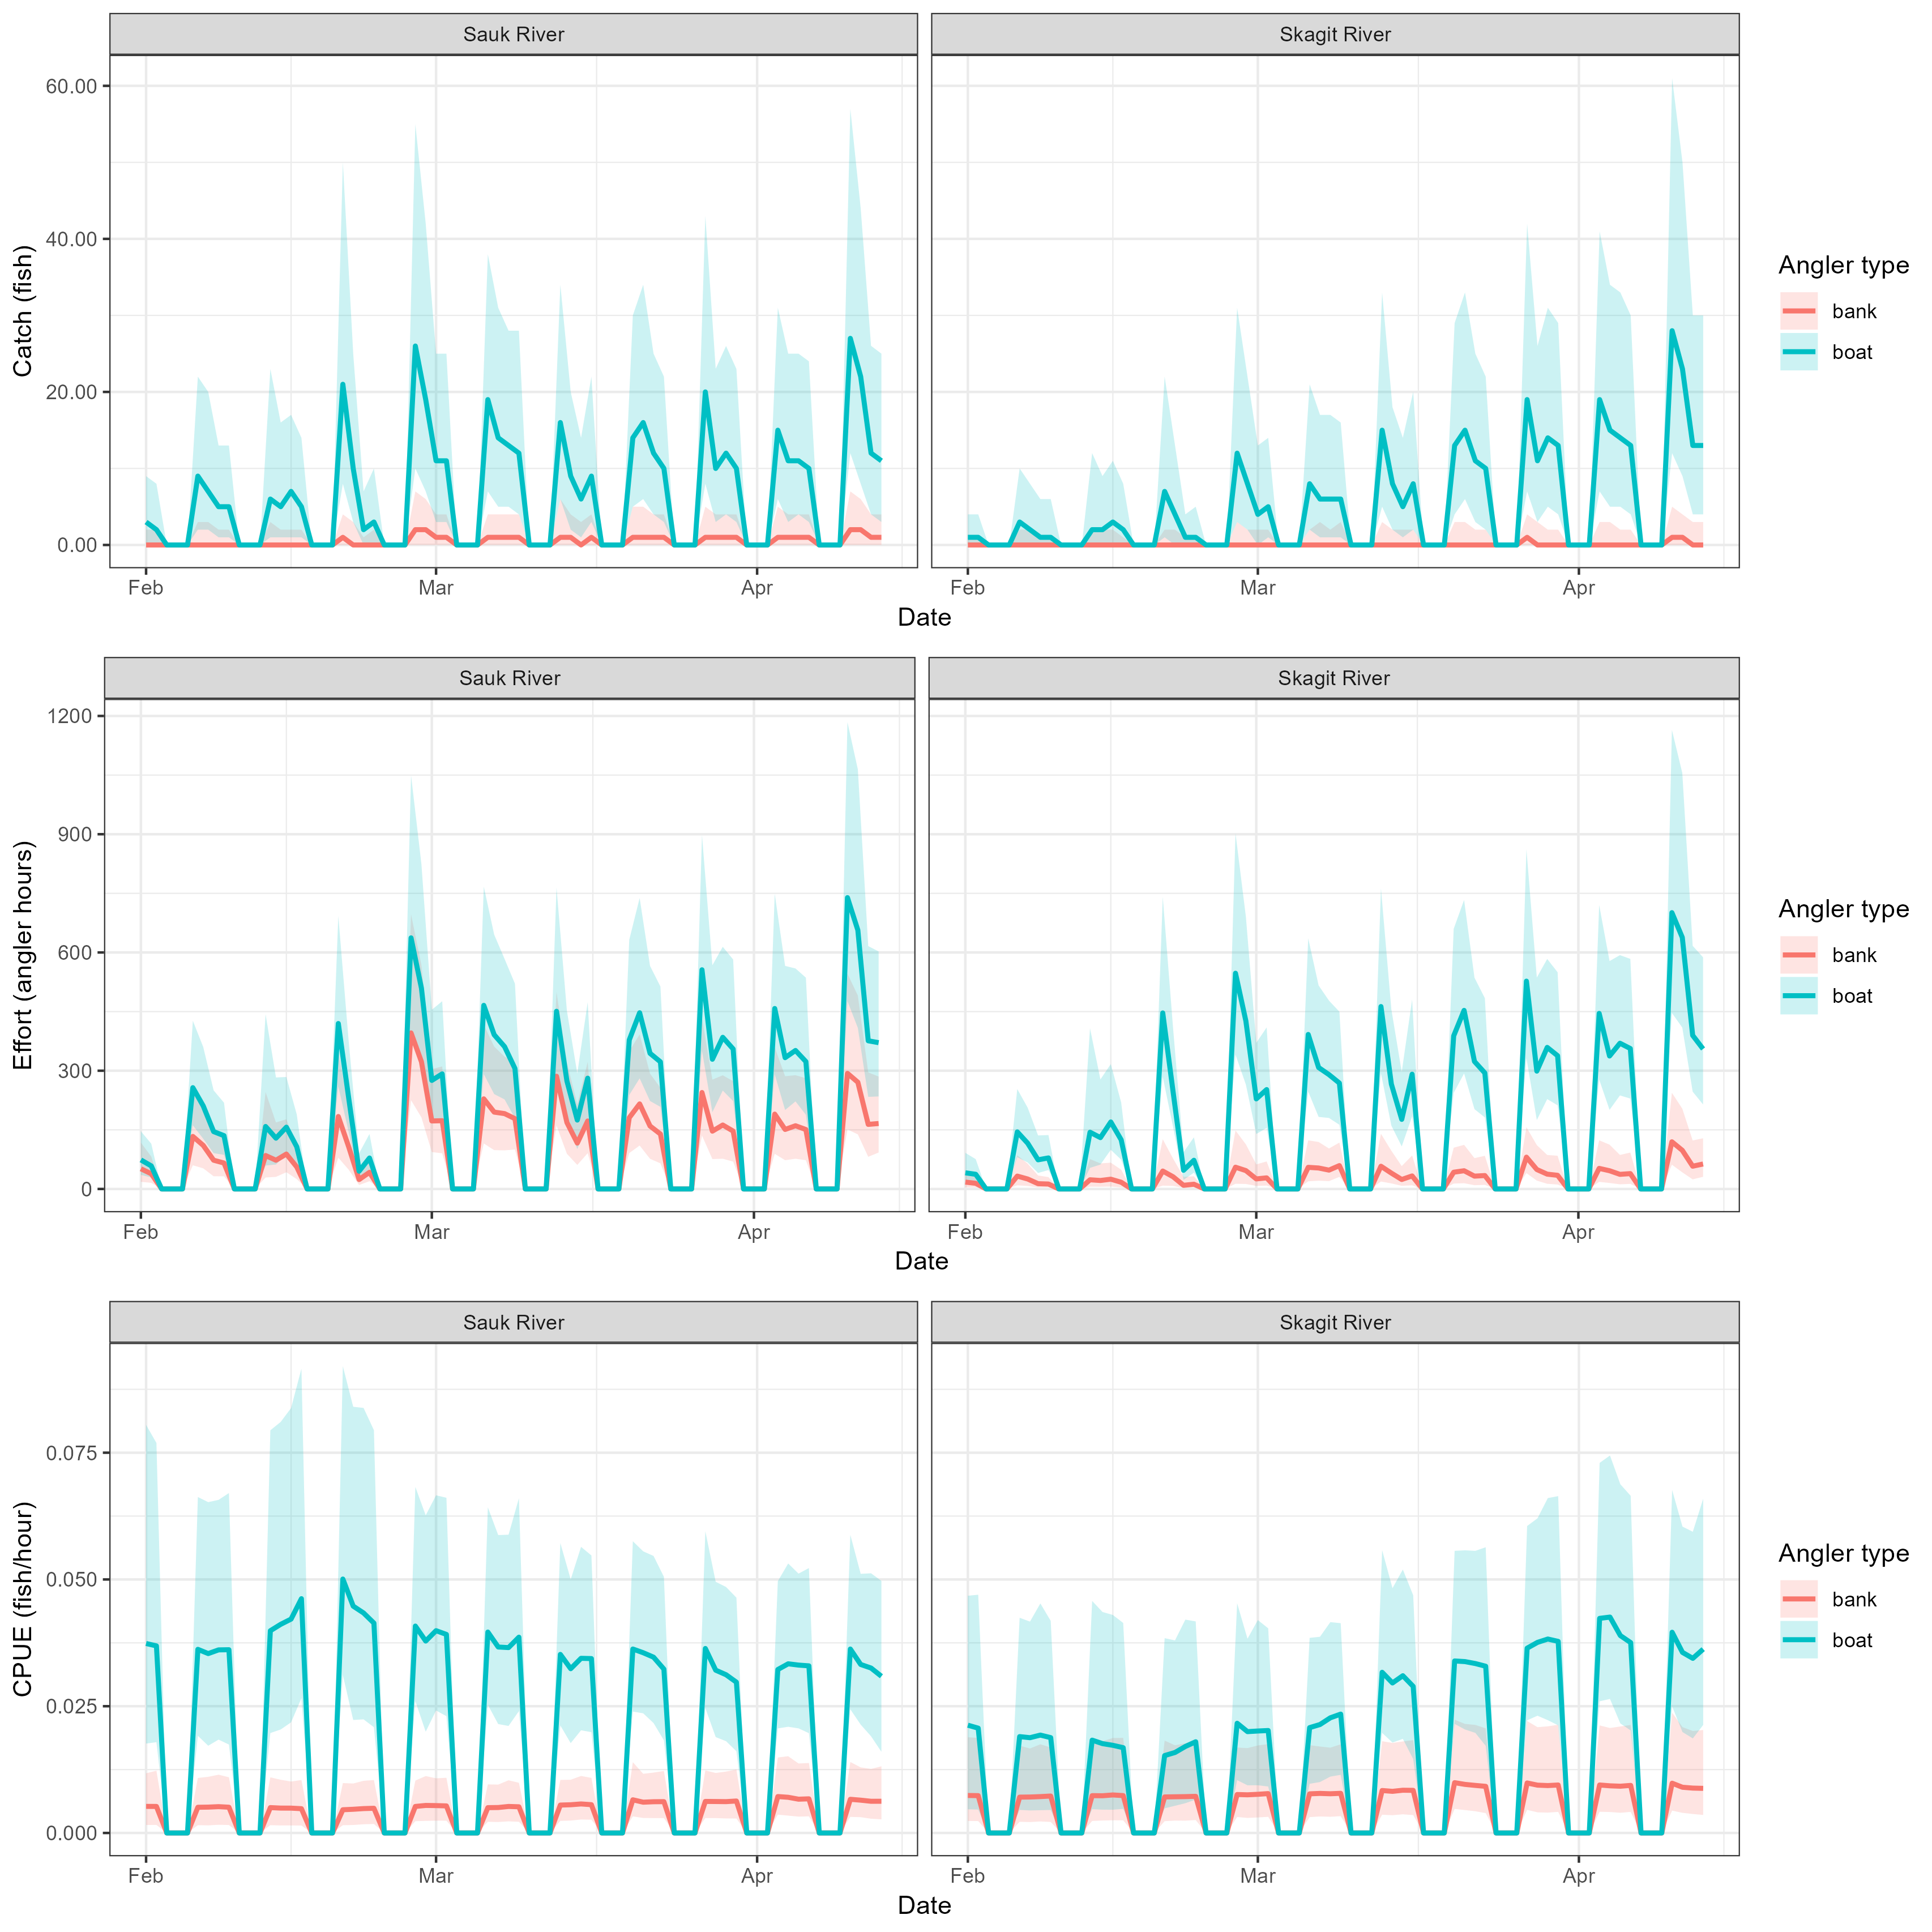 Sauk River
Skagit River
Catch (fish)
60.00
40.00
20.00
0.00
Feb
Mar
Apr
Feb
Mar
Apr
Date
Angler type
bank
boat
Sauk River
Skagit River
Effort (angler hours)
1200
900
600
300
0
Feb
Mar
Apr
Feb
Mar
Apr
Date
Angler type
bank
boat
Sauk River
Skagit River
CPUE (fish/hour)
0.075
0.050
0.025
0.000
Feb
Mar
Apr
Feb
Mar
Apr
Date
Angler type
bank
boat